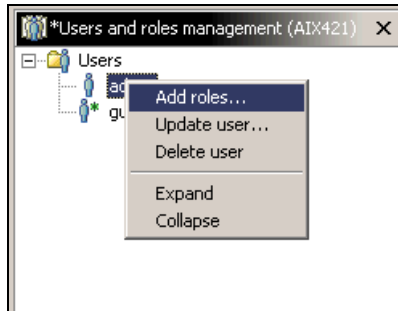 *Users and roles management (AIX421)
Users
Add roles...
Update user...
Delete user
Expand
Collapse